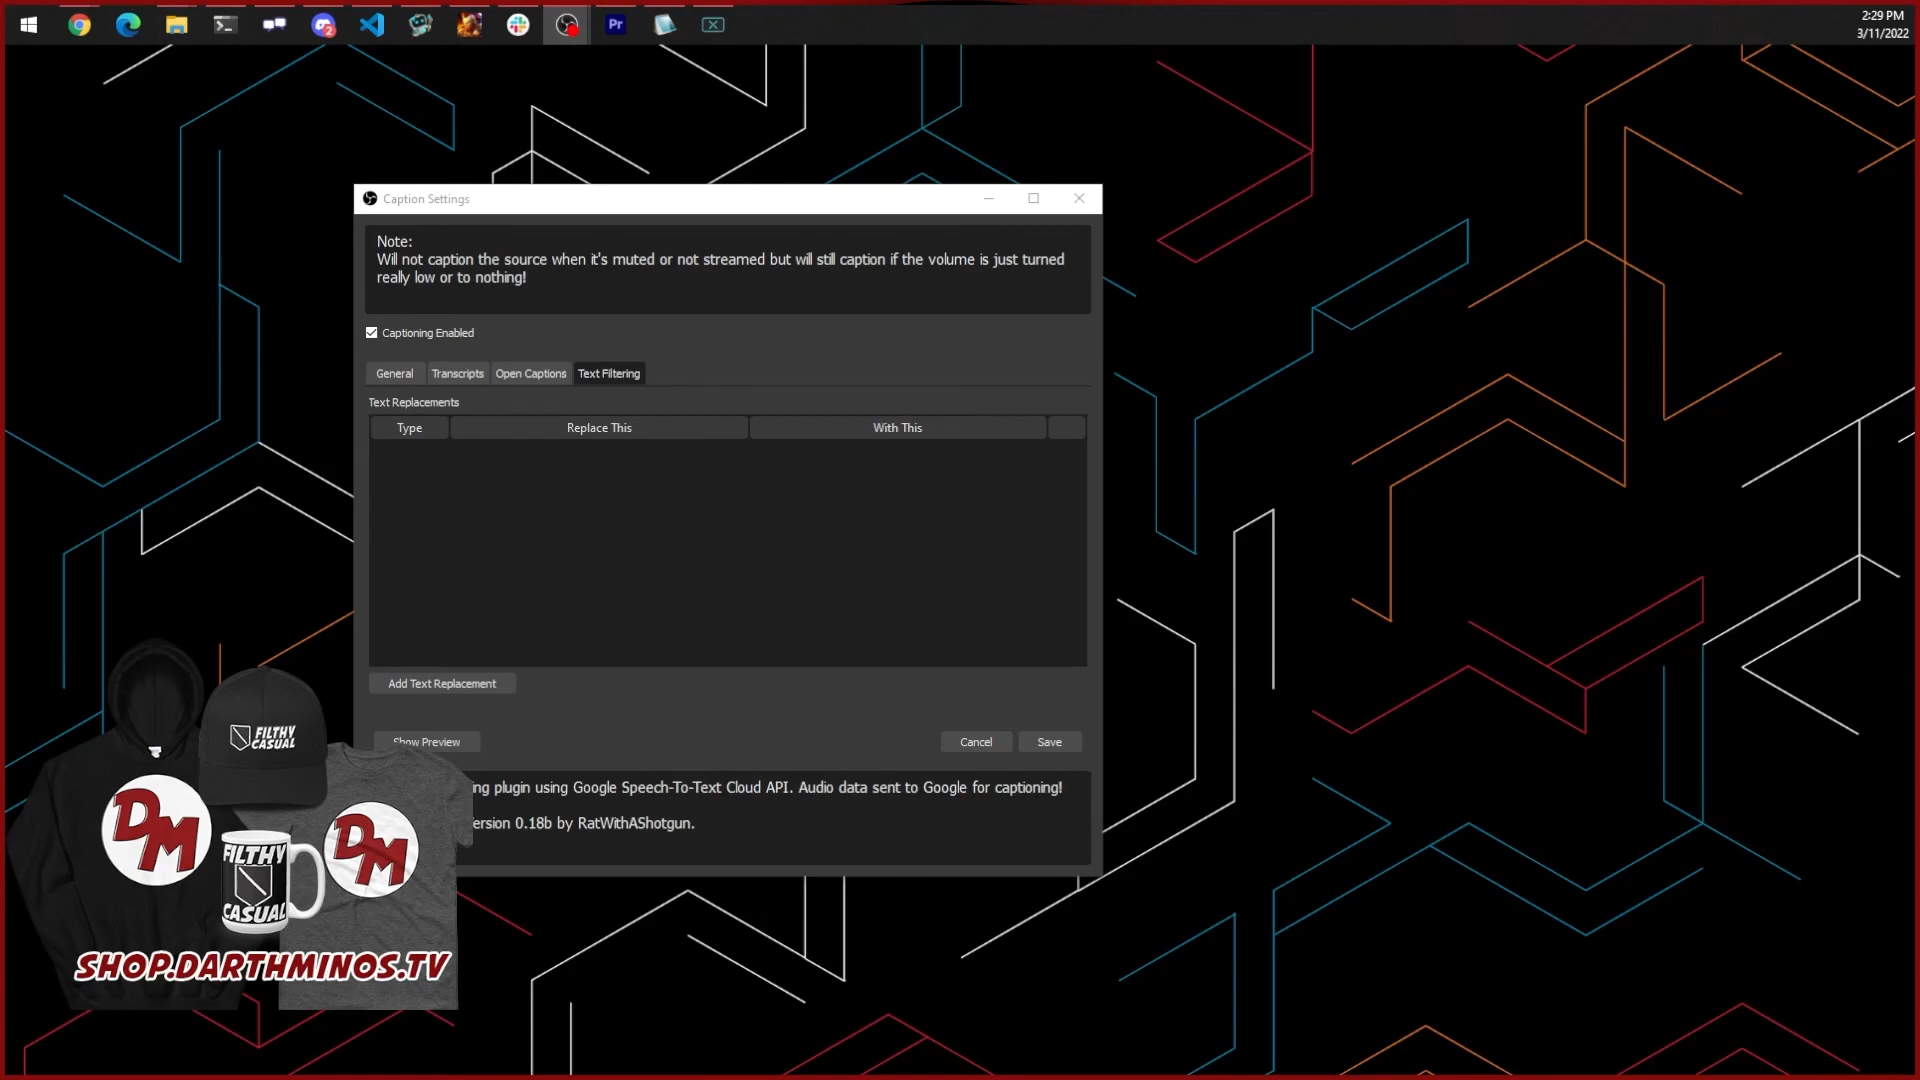 2
Pr
2:29 PM
3/11/2022
Caption Settings
Note:
Will not caption the source when it's muted or not streamed but will still caption if the volume is just turned
really low or to nothing!
Captioning Enabled
General
Transcripts
Open Captions
Text Filtering
Text Replacements
Type
Replace This
With This
Add Text Replacement
Show Preview
Cancel
Save
plugin using Google Speech-To-Text Cloud API. Audio data sent to Google for captioning!
0.18b by RatWithAShotgun.
FILTHY
CASUAL
DM
DM
FILTHY
CASUAL
SHOP.DARTHMINOS.TV